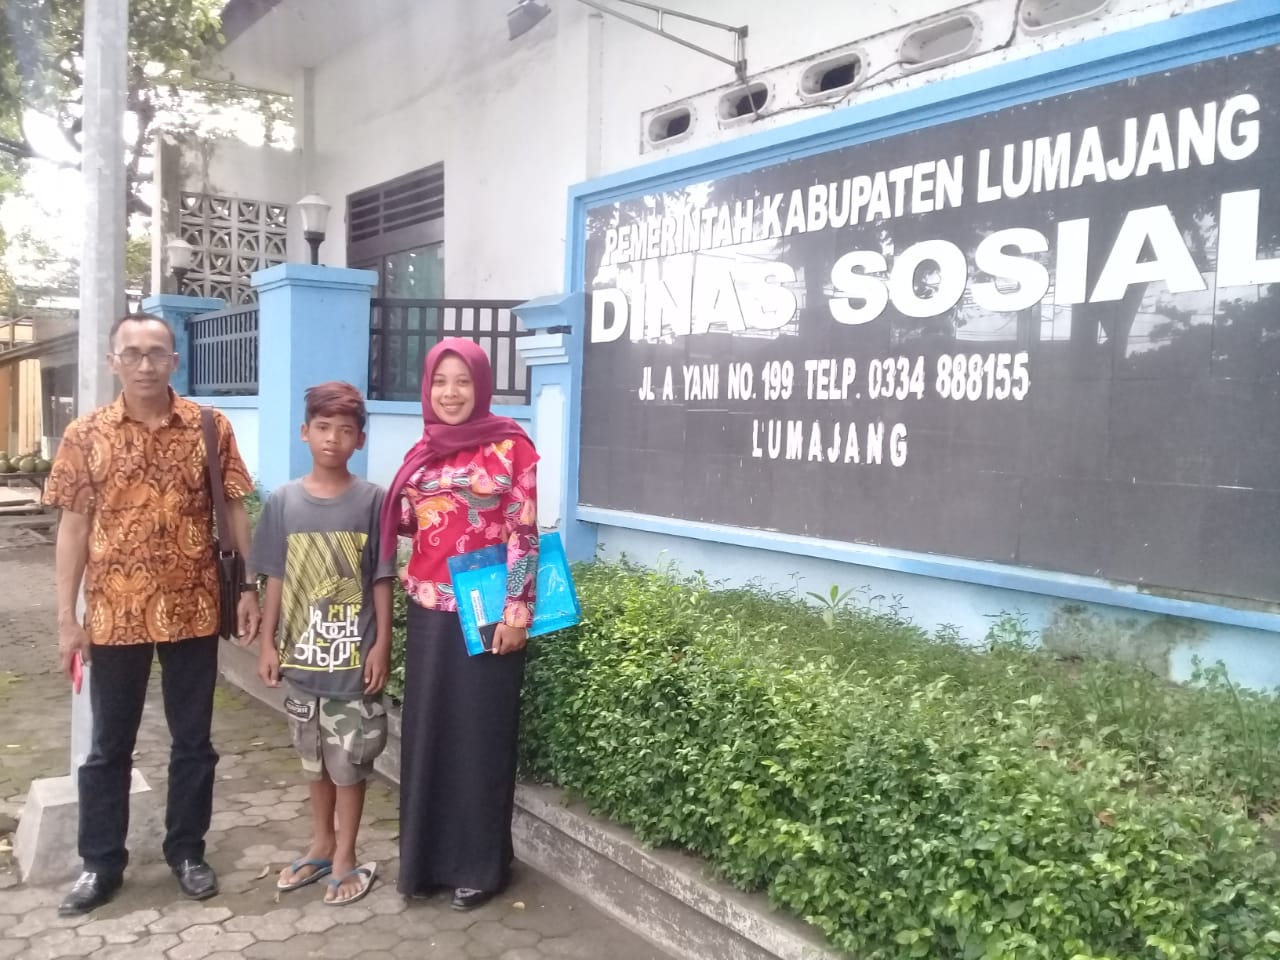 PEMERINTAH KABUPATEN LUMAJANG
DINAS SOSIAL
JL A YANI NO. 199 TELP. 0334 888155
LUMAJANG